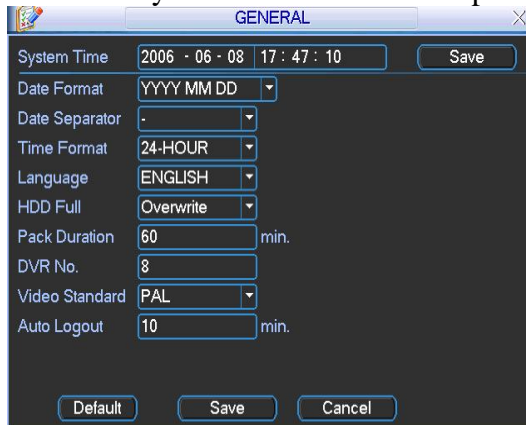 GENERAL
System Time 2006 - 06 - 08 17 : 47 : 10 Save
Date Format YYYY MM DD
Date Separator -
Time Format 24-HOUR
Language ENGLISH
HDD Full Overwrite
Pack Duration 60 min.
DVR No. 8
Video Standard PAL
Auto Logout 10 min.
Default Save Cancel